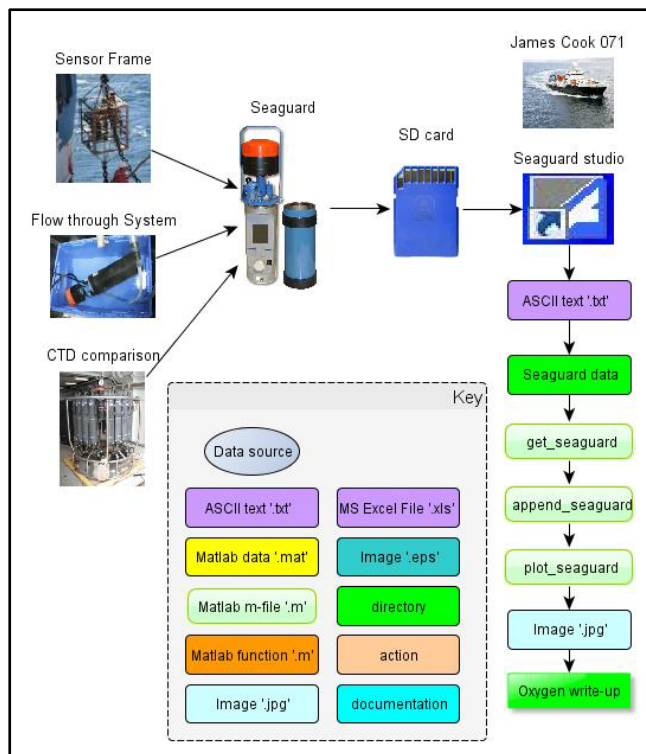 Sensor Frame
James Cook 071
Seaguard
SD card
Seaguard studio
Flow through System
ASCII text '.txt'
CTD comparison
Seaguard data
Key
Data source
get_seaguard
ASCII text '.txt'
MS Excel File '.xls'
append_seaguard
Matlab data '.mat'
Image '.eps'
plot_seaguard
Matlab m-file '.m'
directory
Image '.jpg'
Matlab function '.m'
action
Oxygen write-up
Image '.jpg'
documentation